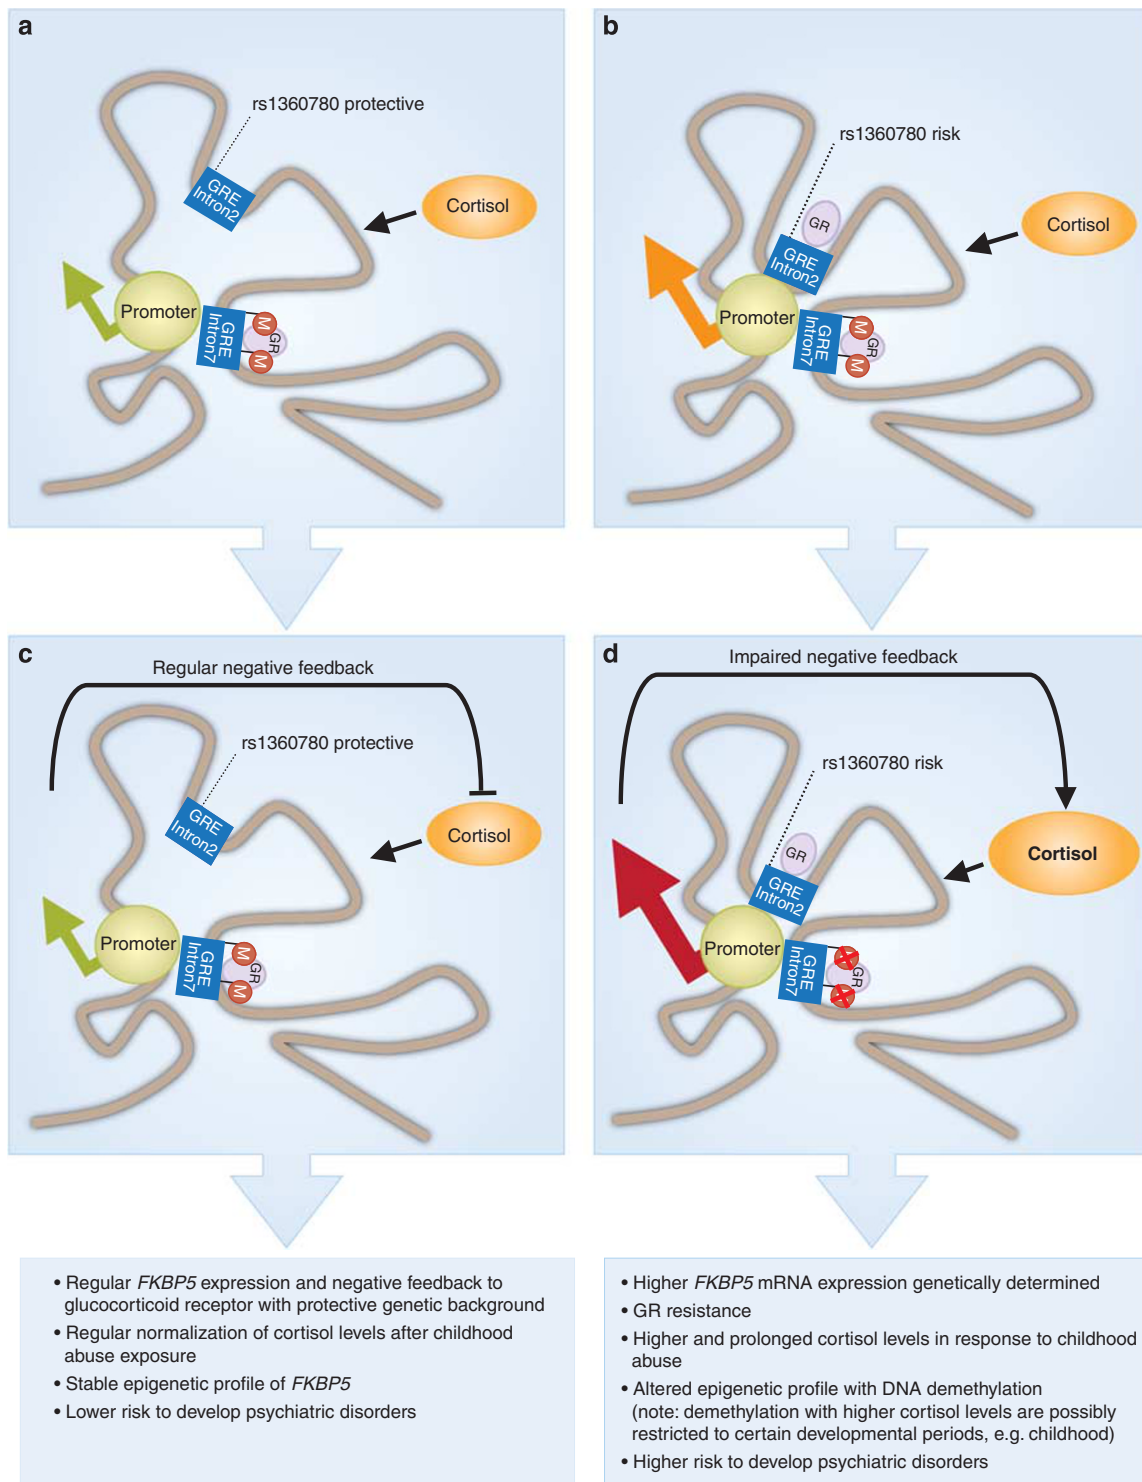 a
rs1360780 protective
GRE
Intron2
Cortisol
Promoter
GRE
Intron7
M
GR
M
b
rs1360780 risk
GR
GRE
Intron2
Cortisol
Promoter
GRE
Intron7
M
GR
M
c
Regular negative feedback
rs1360780 protective
GRE
Intron2
Cortisol
Promoter
GRE
Intron7
M
GR
M
d
Impaired negative feedback
rs1360780 risk
GR
GRE
Intron2
Cortisol
Promoter
GRE
Intron7
GR
• Regular FKBP5 expression and negative feedback to
glucocorticoid receptor with protective genetic background
• Regular normalization of cortisol levels after childhood
abuse exposure
• Stable epigenetic profile of FKBP5
• Lower risk to develop psychiatric disorders
• Higher FKBP5 mRNA expression genetically determined
• GR resistance
• Higher and prolonged cortisol levels in response to childhood
abuse
• Altered epigenetic profile with DNA demethylation
(note: demethylation with higher cortisol levels are possibly
restricted to certain developmental periods, e.g. childhood)
• Higher risk to develop psychiatric disorders